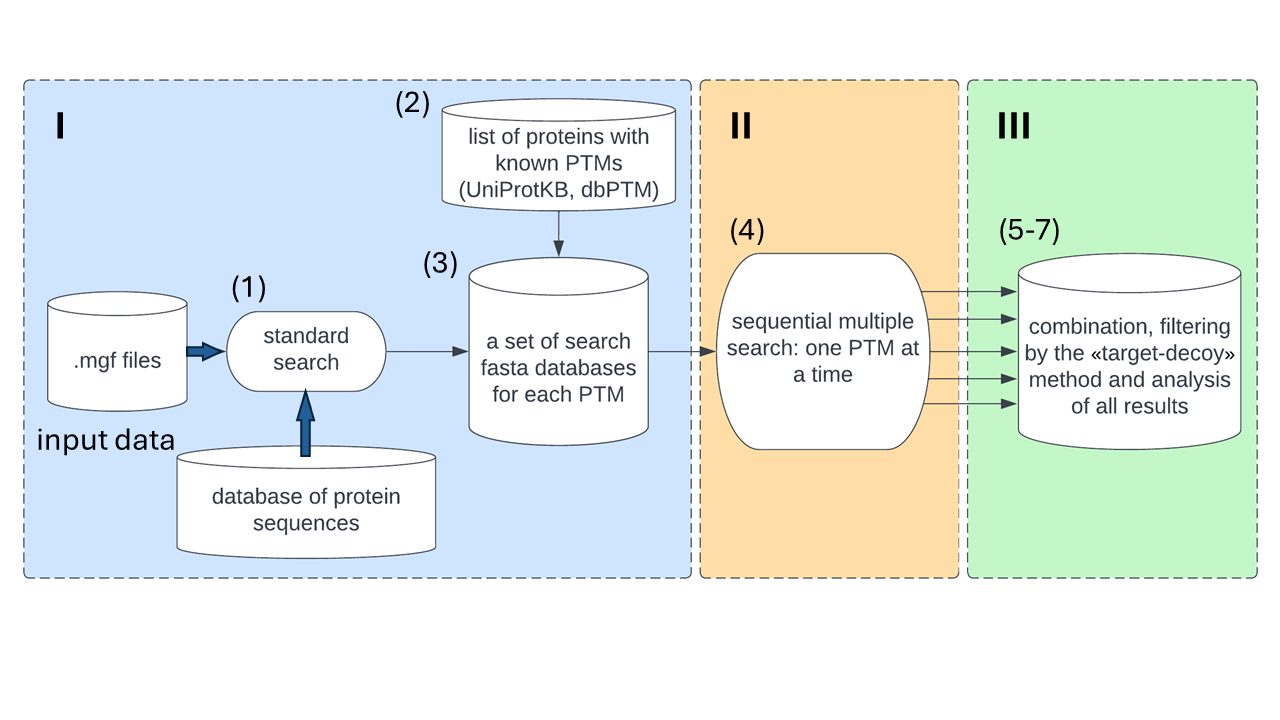 I
(2)
list of proteins with
known PTMs
(UniProtKB, dbPTM)
(3)
a set of search
fasta databases
for each PTM
(1)
standard
search
.mgf files
input data
database of protein
sequences
II
(4)
sequential multiple
search: one PTM at
a time
III
(5-7)
combination, filtering
by the «target-decoy»
method and analysis
of all results